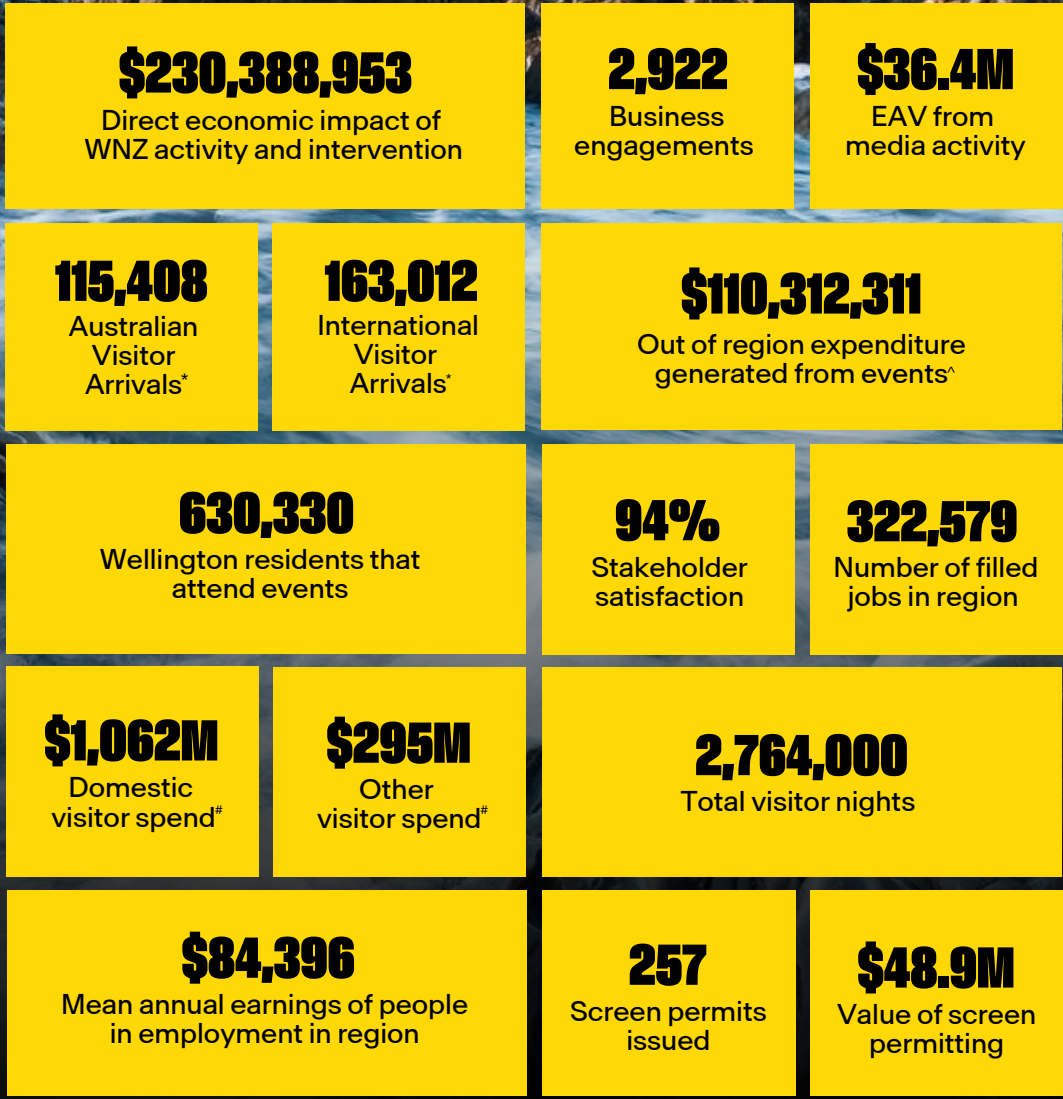 $230,388,953
Direct economic impact of
WNZ activity and intervention
2,922
Business
engagements
$36.4M
EAV from
media activity
115,408
Australian
Visitor
Arrivals*
163,012
International
Visitor
Arrivals*
$110,312,311
Out of region expenditure
generated from events^
630,330
Wellington residents that
attend events
94%
Stakeholder
satisfaction
322,579
Number of filled
jobs in region
$1,062M
Domestic
visitor spend#
$295M
Other
visitor spend#
2,764,000
Total visitor nights
$84,396
Mean annual earnings of people
in employment in region
257
Screen permits
issued
$48.9M
Value of screen
permitting